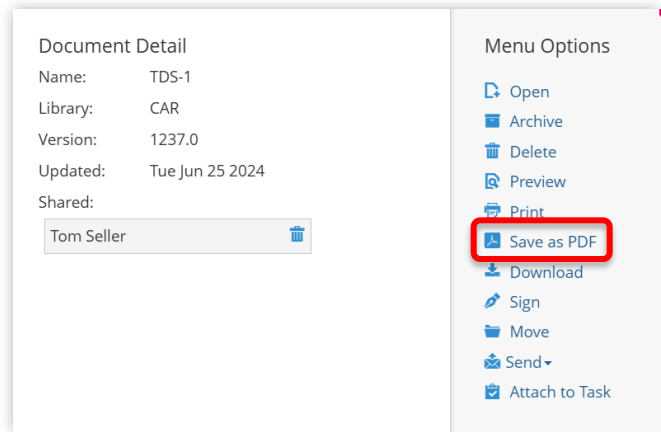 Document Detail
Name: TDS-1
Library: CAR
Version: 1237.0
Updated: Tue Jun 25 2024
Shared:
Tom Seller
Menu Options
Open
Archive
Delete
Preview
Print
Save as PDF
Download
Sign
Move
Send
Attach to Task